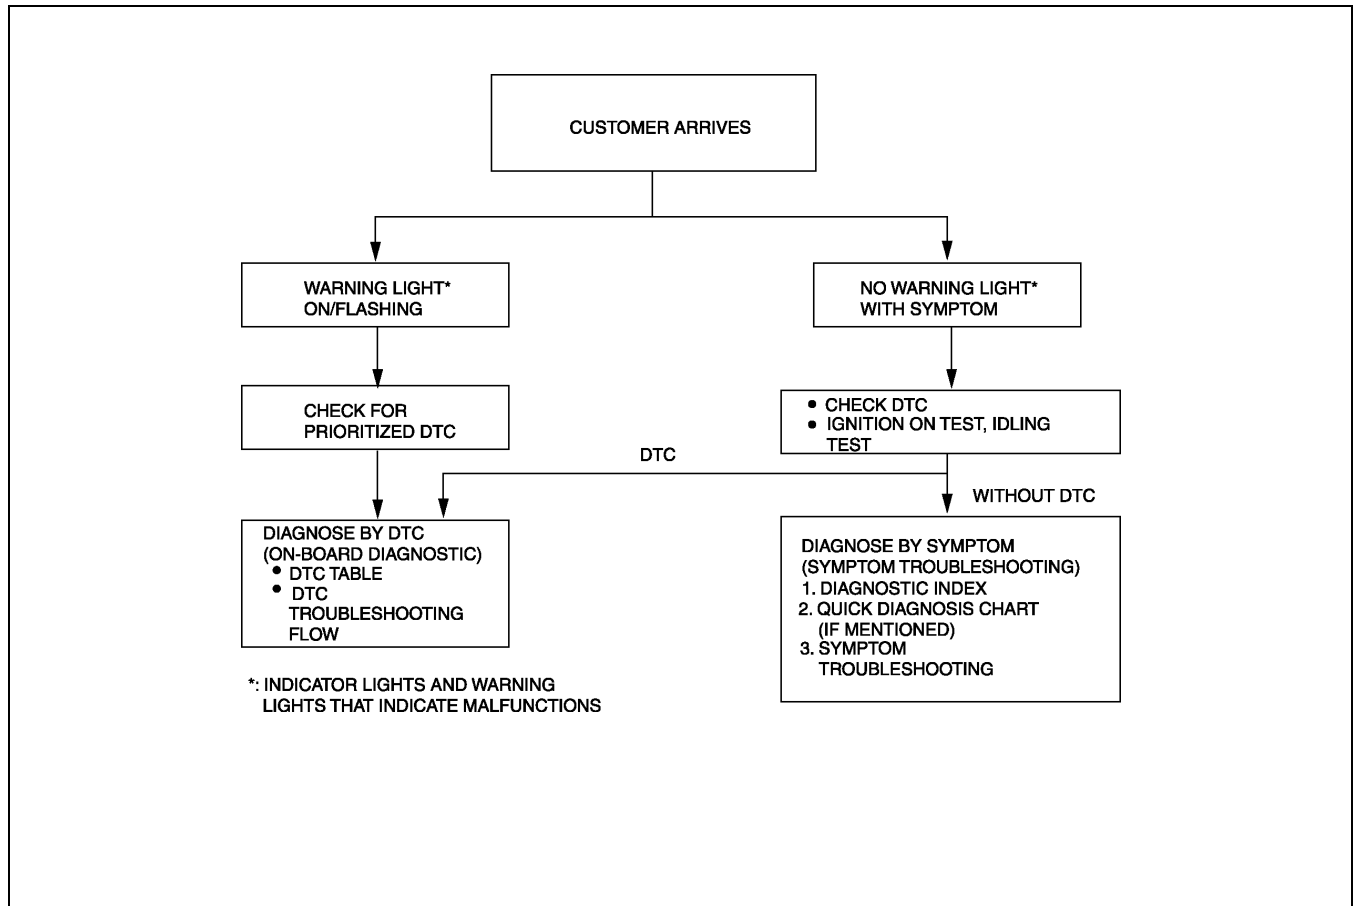 CUSTOMER ARRIVES
WARNING LIGHT*
ON/FLASHING
NO WARNING LIGHT*
WITH SYMPTOM
CHECK FOR
PRIORITIZED DTC
• CHECK DTC
• IGNITION ON TEST, IDLING
TEST
DTC
WITHOUT DTC
DIAGNOSE BY DTC
(ON-BOARD DIAGNOSTIC)
• DTC TABLE
• DTC
TROUBLESHOOTING
FLOW
DIAGNOSE BY SYMPTOM
(SYMPTOM TROUBLESHOOTING)
1. DIAGNOSTIC INDEX
2. QUICK DIAGNOSIS CHART
(IF MENTIONED)
3. SYMPTOM
TROUBLESHOOTING
*: INDICATOR LIGHTS AND WARNING
LIGHTS THAT INDICATE MALFUNCTIONS